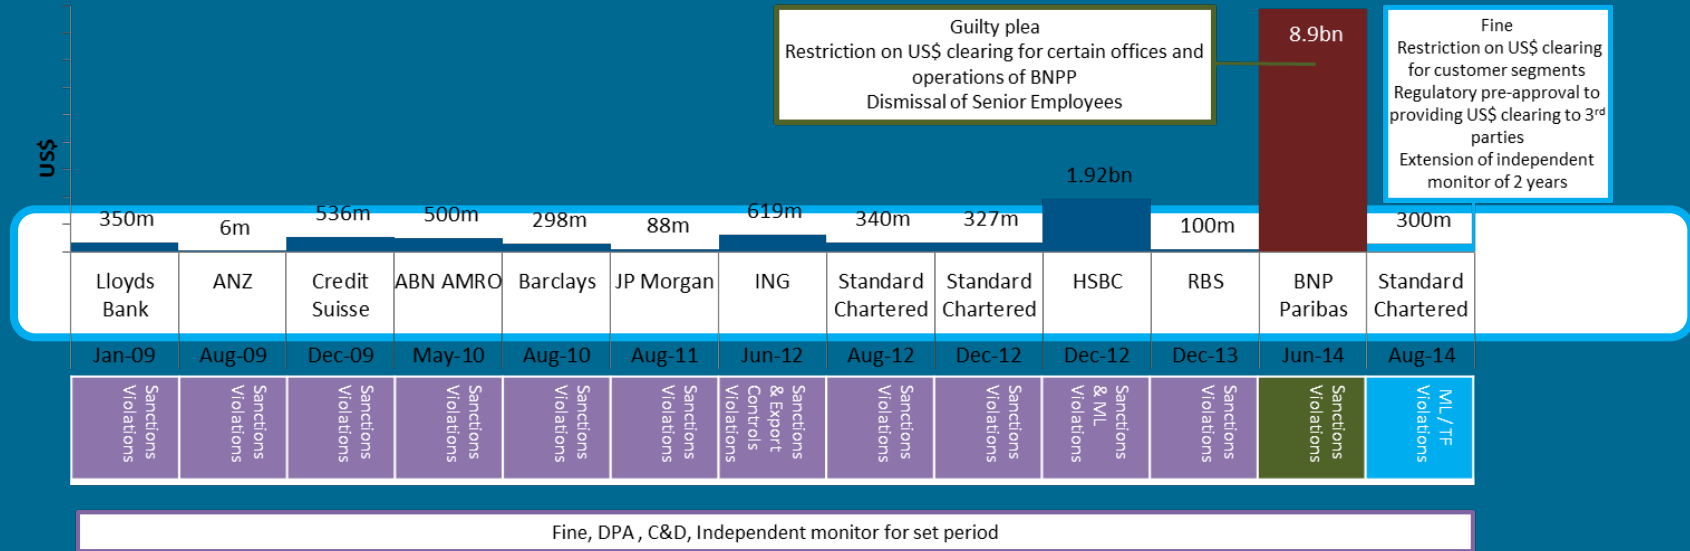 Guilty plea
Restriction on US$ clearing for certain offices and
operations of BNPP
Dismissal of Senior Employees
8.9bn
Fine
Restriction on US$ clearing
for customer segments
Regulatory pre-approval to
providing US$ clearing to 3rd
parties
Extension of independent
monitor of 2 years
US$
350m
6m
536m
500m
298m
88m
619m
340m
327m
1.92bn
100m
300m
Lloyds
Bank
ANZ
Credit
Suisse
ABN AMRO
Barclays
JP Morgan
ING
Standard
Chartered
Standard
Chartered
HSBC
RBS
BNP
Paribas
Standard
Chartered
Jan-09
Aug-09
Dec-09
May-10
Aug-10
Aug-11
Jun-12
Aug-12
Dec-12
Dec-12
Dec-13
Jun-14
Aug-14
Sanctions
Violations
Sanctions
Violations
Sanctions
Violations
Sanctions
Violations
Sanctions
Violations
Sanctions
Violations
Sanctions
& Export
Controls
Violations
Sanctions
Violations
Sanctions
Violations
Sanctions
& ML
Violations
Sanctions
Violations
Sanctions
Violations
ML / TF
Violations
Fine, DPA , C&D, Independent monitor for set period